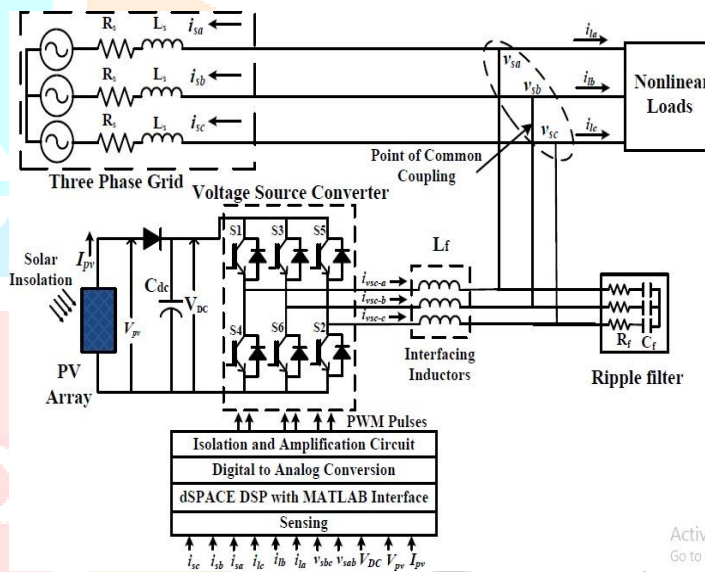 Rs Ls isa
ila
Rs Ls isb
vsa
ilb
Nonlinear
Loads
vsb
Rs Ls isc
vsc
ilc
Point of Common
Coupling
Three Phase Grid
Voltage Source Converter
Solar
Insolation
Ipv
S1 S3 S5
Lf
Cdc
VDC
Vpv
ivsc-a
ivsc-b
ivsc-c
S4 S6 S2
Rf Cf
PV
Array
Interfacing
Inductors
Ripple filter
PWM Pulses
Isolation and Amplification Circuit
Digital to Analog Conversion
dSPACE DSP with MATLAB Interface
Sensing
isc isb isa ilc ilb ila vsbc vsab VDC Vpv Ipv
Activ
Go to